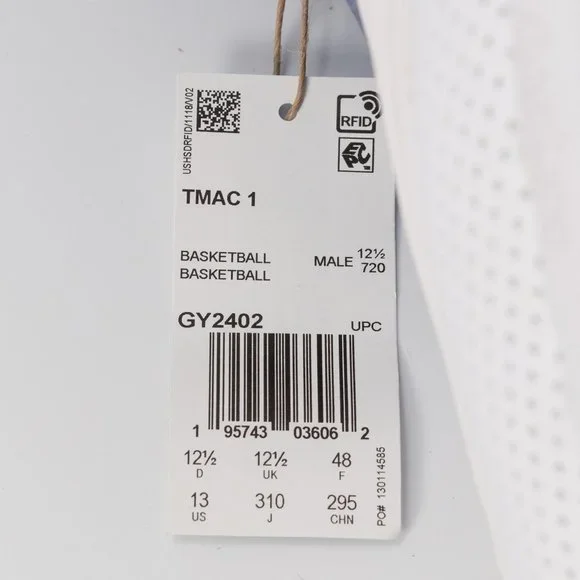 USHSDRFID/1118/V02
RFID
EPC
TMAC 1
BASKETBALL MALE 12½
BASKETBALL 720
GY2402 UPC
1 95743 03606 2
12½ 12½ 48
D UK F
13 310 295
US J CHN
PO# 130114585